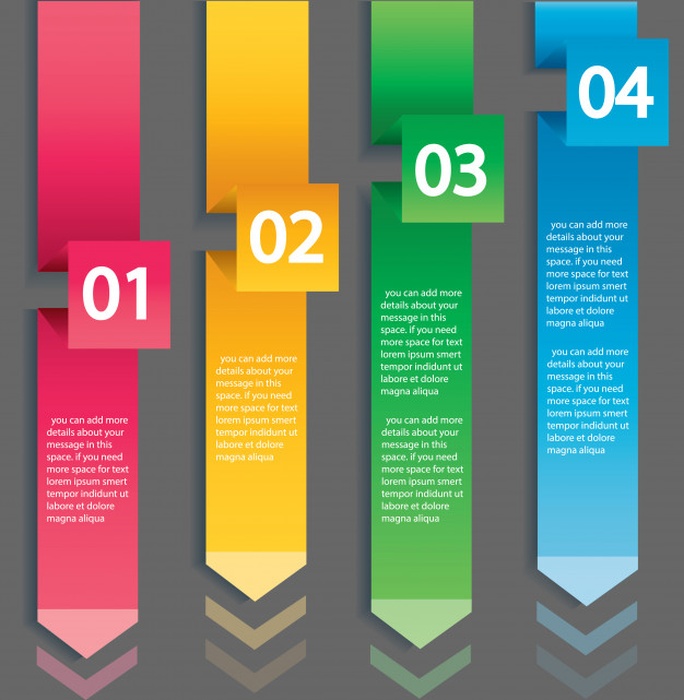 01
you can add more
details about your
message in this
space. if you need
more space for text
lorem ipsum smert
tempor indidunt ut
labore et dolore
magna aliqua
02
you can add more
details about your
message in this
space. if you need
more space for text
lorem ipsum smert
tempor indidunt ut
labore et dolore
magna aliqua
03
you can add more
details about your
message in this
space. if you need
more space for text
lorem ipsum smert
tempor indidunt ut
labore et dolore
magna aliqua
you can add more
details about your
message in this
space. if you need
more space for text
lorem ipsum smert
tempor indidunt ut
labore et dolore
magna aliqua
04
you can add more
details about your
message in this
space. if you need
more space for text
lorem ipsum smert
tempor indidunt ut
labore et dolore
magna aliqua
you can add more
details about your
message in this
space. if you need
more space for text
lorem ipsum smert
tempor indidunt ut
labore et dolore
magna aliqua